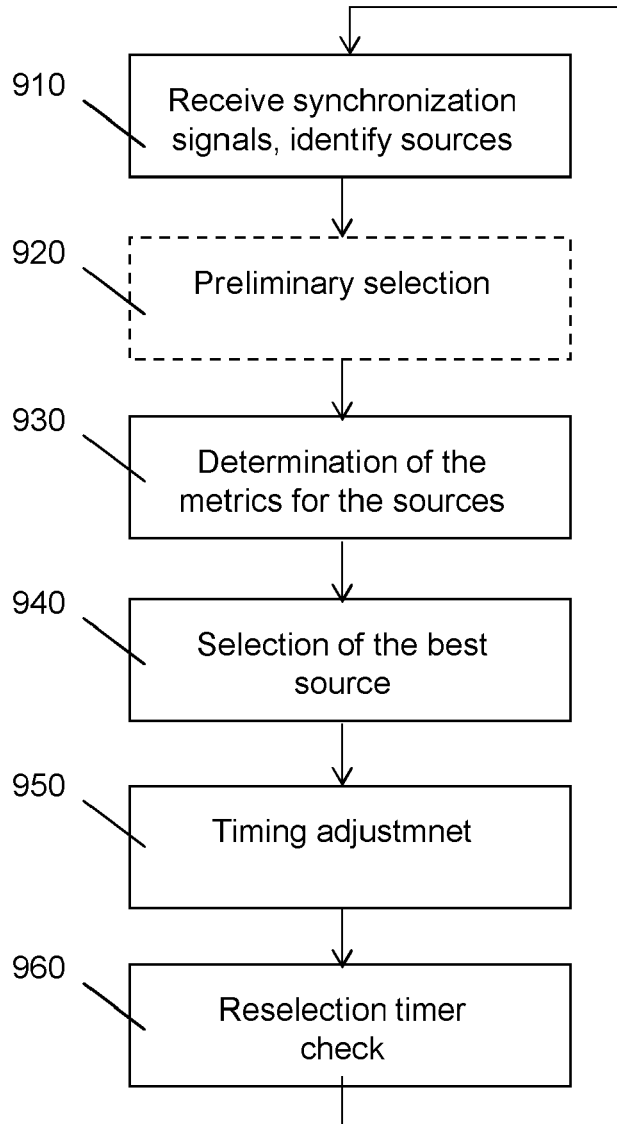 910
Receive synchronization
signals, identify sources
920
Preliminary selection
930
Determination of the
metrics for the sources
940
Selection of the best
source
950
Timing adjustmnet
960
Reselection timer
check